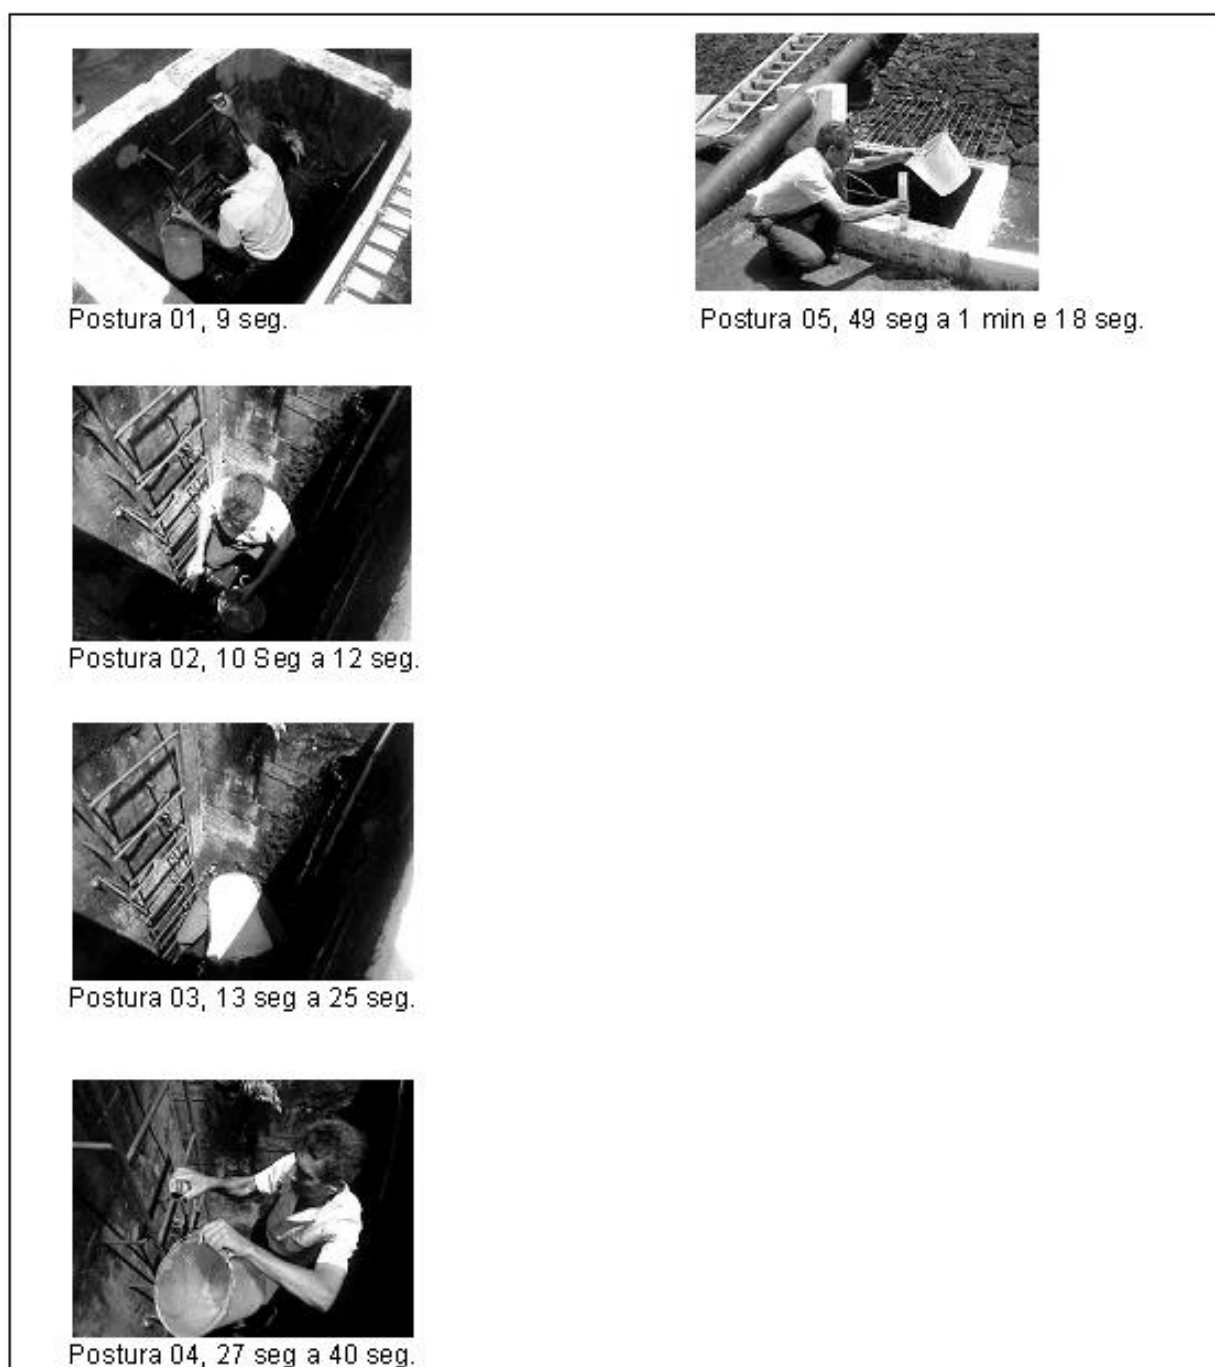 Postura 01, 9 seg.
Postura 05, 49 seg a 1 min e 18 seg.
Postura 02, 10 Seg a 12 seg.
Postura 03, 13 seg a 25 seg.
Postura 04, 27 seg a 40 seg.